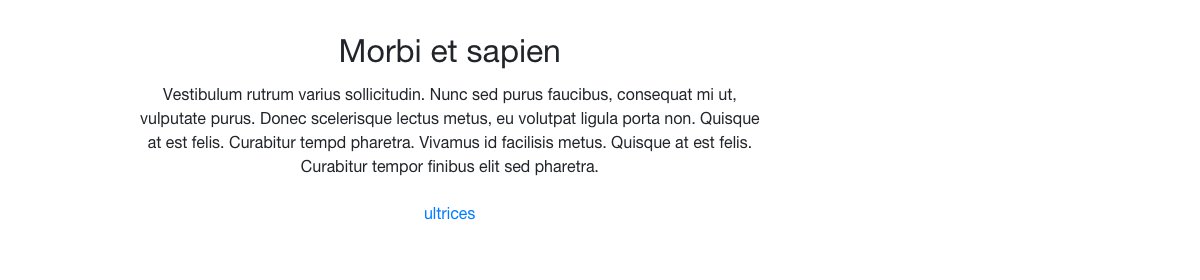 Morbi et sapien
Vestibulum rutrum varius sollicitudin. Nunc sed purus faucibus, consequat mi ut,
vulputate purus. Donec scelerisque lectus metus, eu volutpat ligula porta non. Quisque
at est felis. Curabitur tempd pharetra. Vivamus id facilisis metus. Quisque at est felis.
Curabitur tempor finibus elit sed pharetra.
ultrices